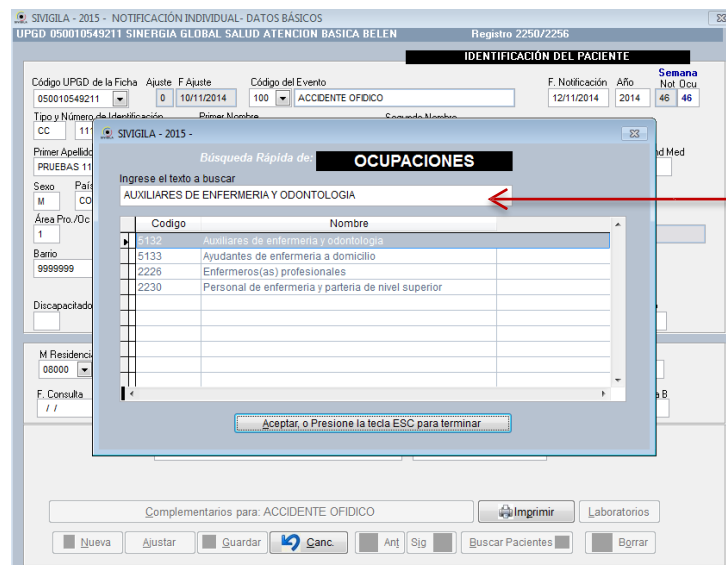 SIVIGILA - 2015 - NOTIFICACIÓN INDIVIDUAL- DATOS BÁSICOS
UPGD 050010549211 SINERGIA GLOBAL SALUD ATENCION BASICA BELEN Registro 2250/2256
IDENTIFICACIÓN DEL PACIENTE
Código UPGD de la Ficha Ajuste F Ajuste Código del Evento F. Notificación Año Semana Not Ocu
050010549211 0 10/11/2014 100 ACCIDENTE OFIDICO 12/11/2014 2014 46 46
Tipo y Número de Identificación Primer Nombre Segundo Nombre
CC 111
SIVIGILA - 2015 -
Primer Apellido d Med
PRUEBAS 11
Búsqueda Rápida de: OCUPACIONES
Ingrese el texto a buscar
AUXILIARES DE ENFERMERIA Y ODONTOLOGIA
Sexo País
M CO
Área Pro./Oc
1
Codigo Nombre
5132 Auxiliares de enfermeria y odontologia
5133 Ayudantes de enfermeria a domicilio
2226 Enfermeros(as) profesionales
2230 Personal de enfermeria y parteria de nivel superior
Barrio
9999999
Discapacitado
M Residenci
08000
F. Consulta a B
/ /
Aceptar, o Presione la tecla ESC para terminar
Complementarios para: ACCIDENTE OFIDICO Imprimir Laboratorios
Nueva Ajustar Guardar Canc. Ant Sig Buscar Pacientes Borrar